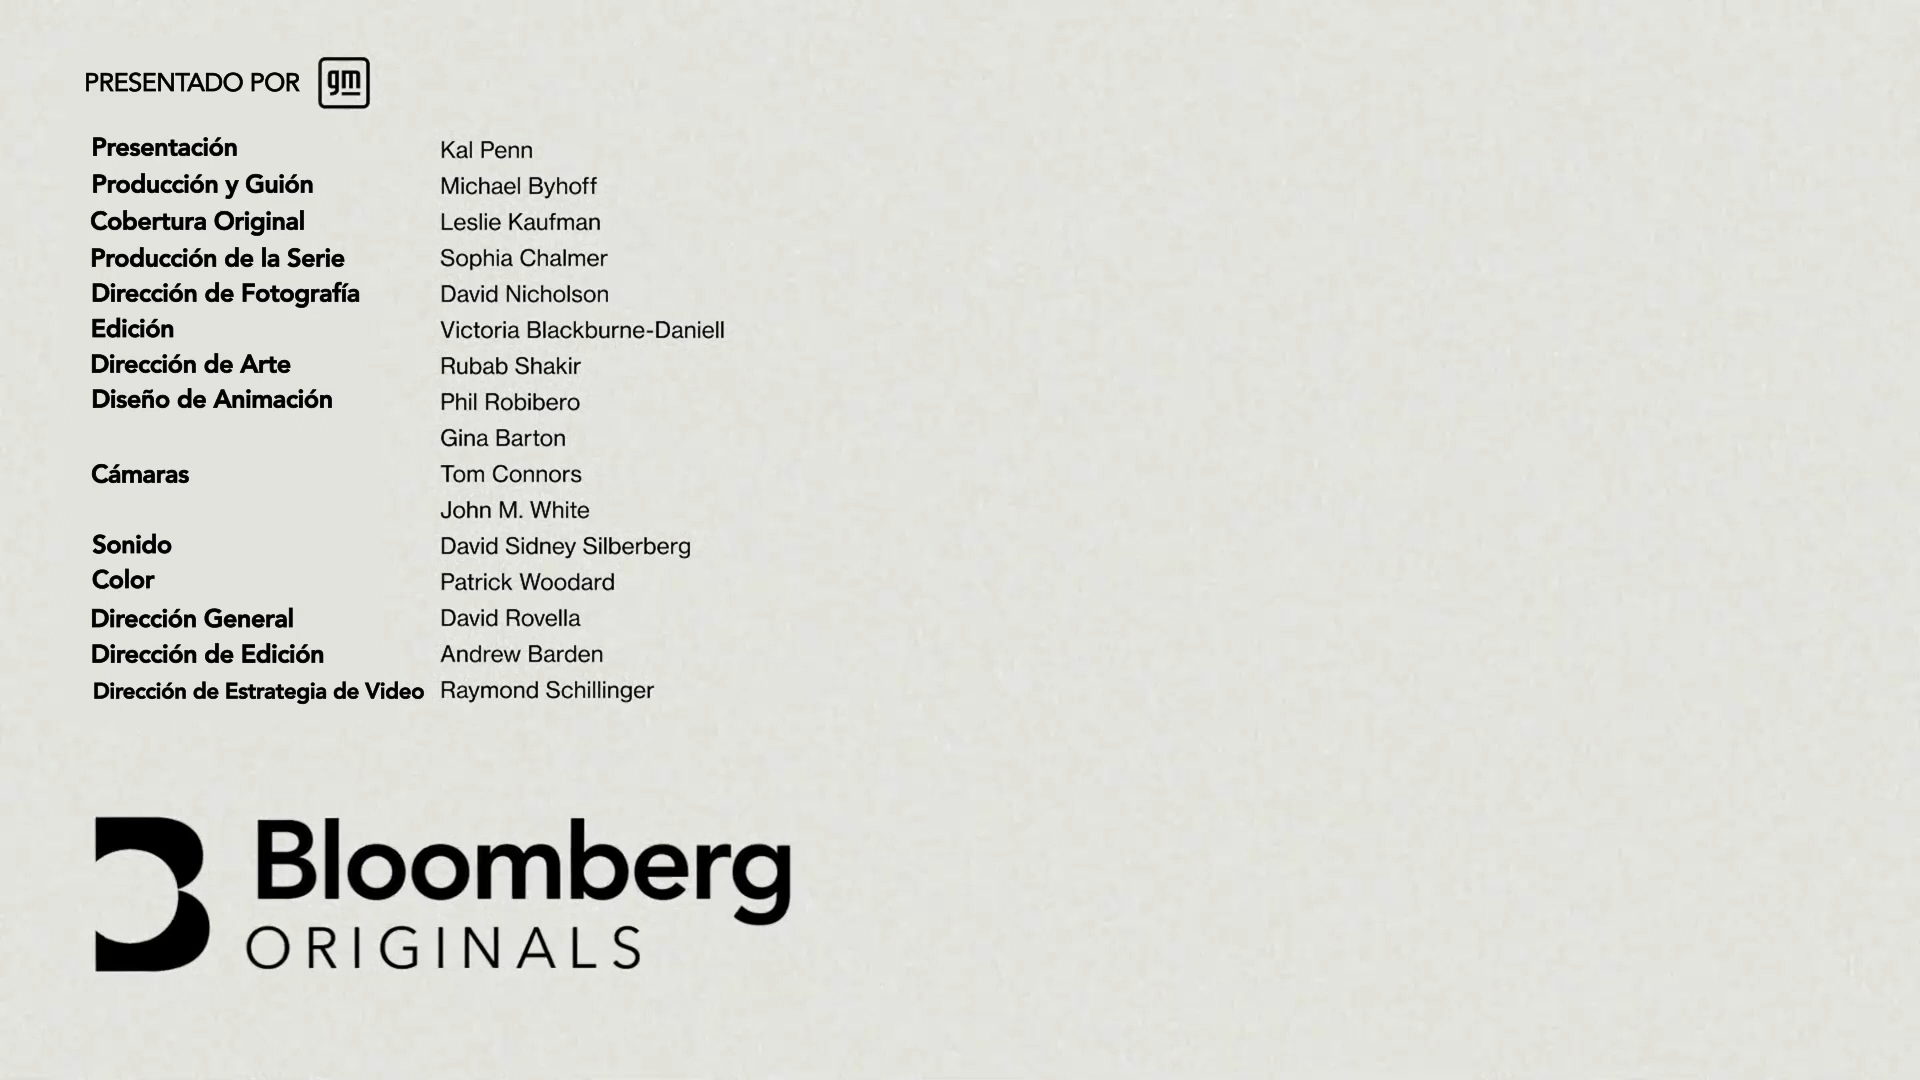 PRESENTADO POR gm
Presentación Kal Penn
Producción y Guión Michael Byhoff
Cobertura Original Leslie Kaufman
Producción de la Serie Sophia Chalmer
Dirección de Fotografía David Nicholson
Edición Victoria Blackburne-Daniell
Dirección de Arte Rubab Shakir
Diseño de Animación Phil Robibero
Gina Barton
Cámaras Tom Connors
John M. White
Sonido David Sidney Silberberg
Color Patrick Woodard
Dirección General David Rovella
Dirección de Edición Andrew Barden
Dirección de Estrategia de Video Raymond Schillinger
Bloomberg
ORIGINALS